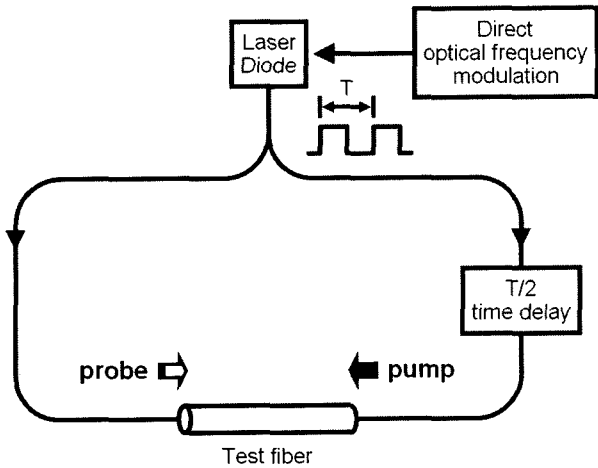 Laser
Diode
Direct
optical frequency
modulation
T
T/2
time delay
probe
pump
Test fiber